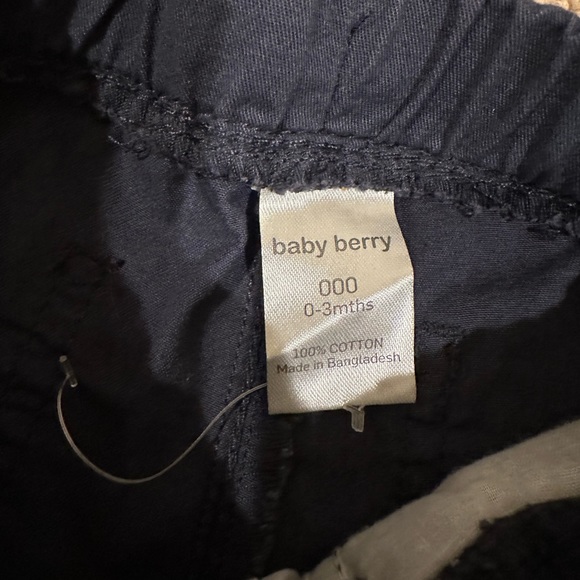 baby berry
000
0-3mths
100% COTTON
Made in Bangladesh